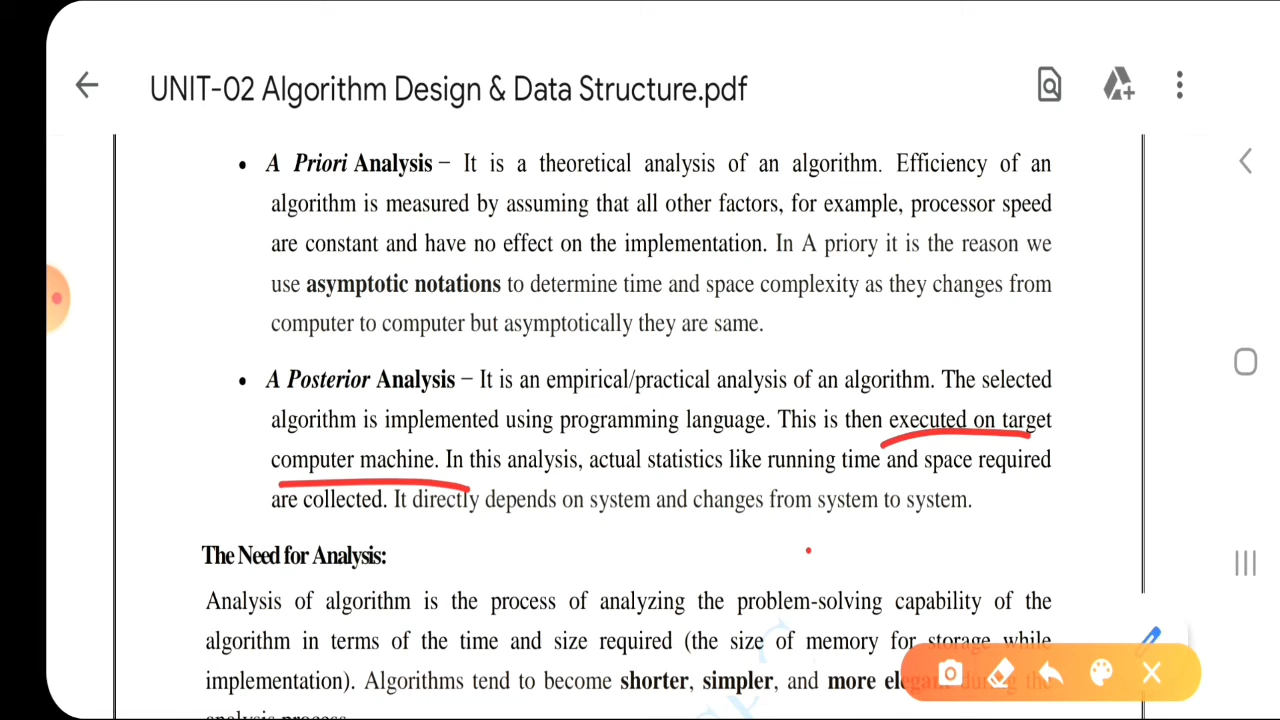 UNIT-02 Algorithm Design & Data Structure.pdf
• A Priori Analysis – It is a theoretical analysis of an algorithm. Efficiency of an
algorithm is measured by assuming that all other factors, for example, processor speed
are constant and have no effect on the implementation. In A priory it is the reason we
use asymptotic notations to determine time and space complexity as they changes from
computer to computer but asymptotically they are same.
• A Posterior Analysis – It is an empirical/practical analysis of an algorithm. The selected
algorithm is implemented using programming language. This is then executed on target
computer machine. In this analysis, actual statistics like running time and space required
are collected. It directly depends on system and changes from system to system.
The Need for Analysis:
Analysis of algorithm is the process of analyzing the problem-solving capability of the
algorithm in terms of the time and size required (the size of memory for storage while
implementation). Algorithms tend to become shorter, simpler, and more elegant during the
analysis process.